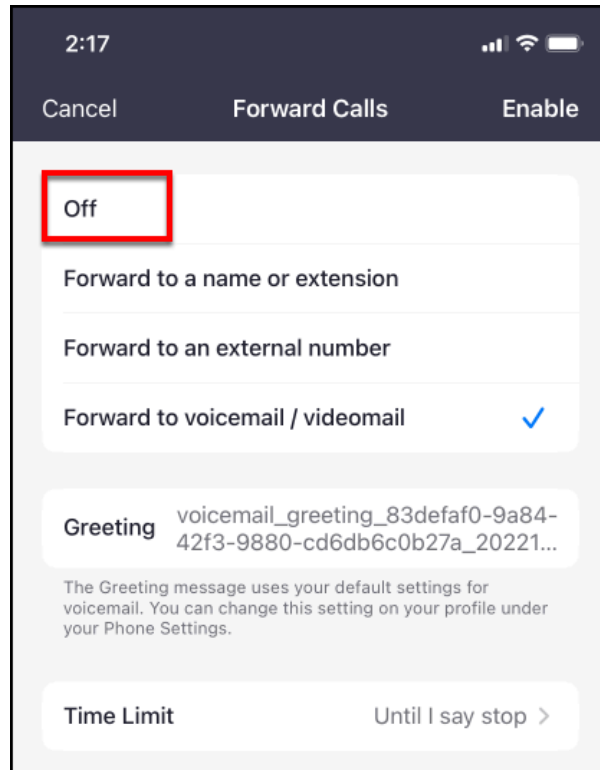 2:17
Cancel Forward Calls Enable
Off
Forward to a name or extension
Forward to an external number
Forward to voicemail / videomail
Greeting voicemail_greeting_83defaf0-9a84-
42f3-9880-cd6db6c0b27a_20221...
The Greeting message uses your default settings for
voicemail. You can change this setting on your profile under
your Phone Settings.
Time Limit Until I say stop